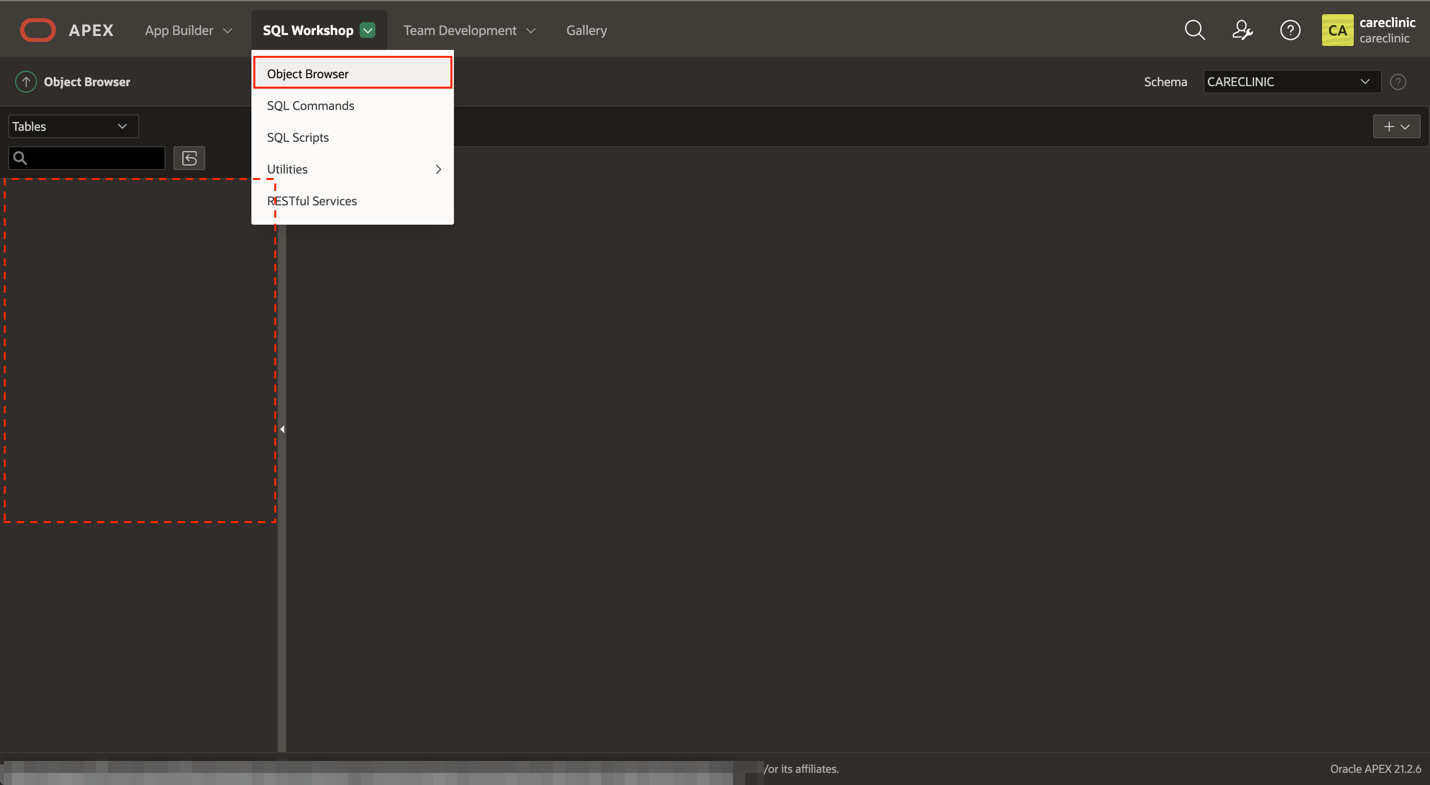 APEX App Builder SQL Workshop Team Development Gallery CA careclinic
careclinic
Object Browser Schema CARECLINIC
Tables
Object Browser
SQL Commands
SQL Scripts
Utilities
RESTful Services
/or its affiliates. Oracle APEX 21.2.6